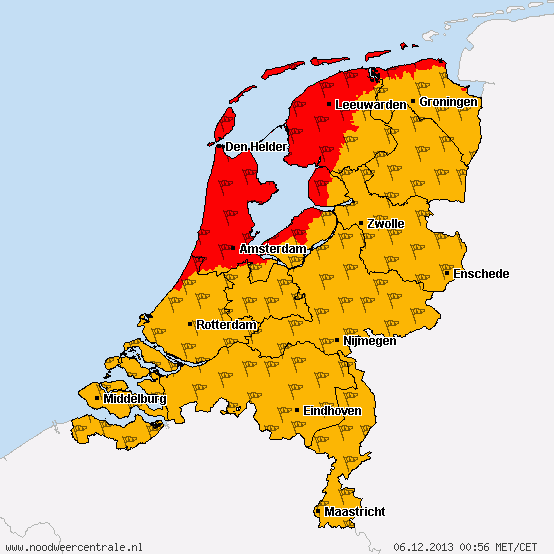 Leeuwarden
Groningen
Den Helder
Zwolle
Amsterdam
Enschede
Rotterdam
Nijmegen
Middelburg
Eindhoven
Maastricht
www.noodweercentrale.nl
06.12.2013 00:56 MET/CET